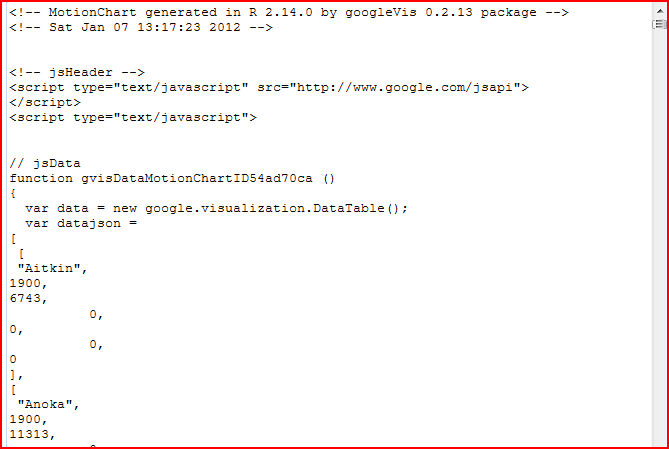 <!-- MotionChart generated in R 2.14.0 by googleVis 0.2.13 package -->
<!-- Sat Jan 07 13:17:23 2012 -->
<!-- jsHeader -->
<script type="text/javascript" src="http://www.google.com/jsapi">
</script>
<script type="text/javascript">
// jsData
function gvisDataMotionChartID54ad70ca ()
{
  var data = new google.visualization.DataTable();
  var datajson =
[
 [
 "Aitkin",
1900,
6743,
          0,
0,
          0,
0
],
[
 "Anoka",
1900,
11313,